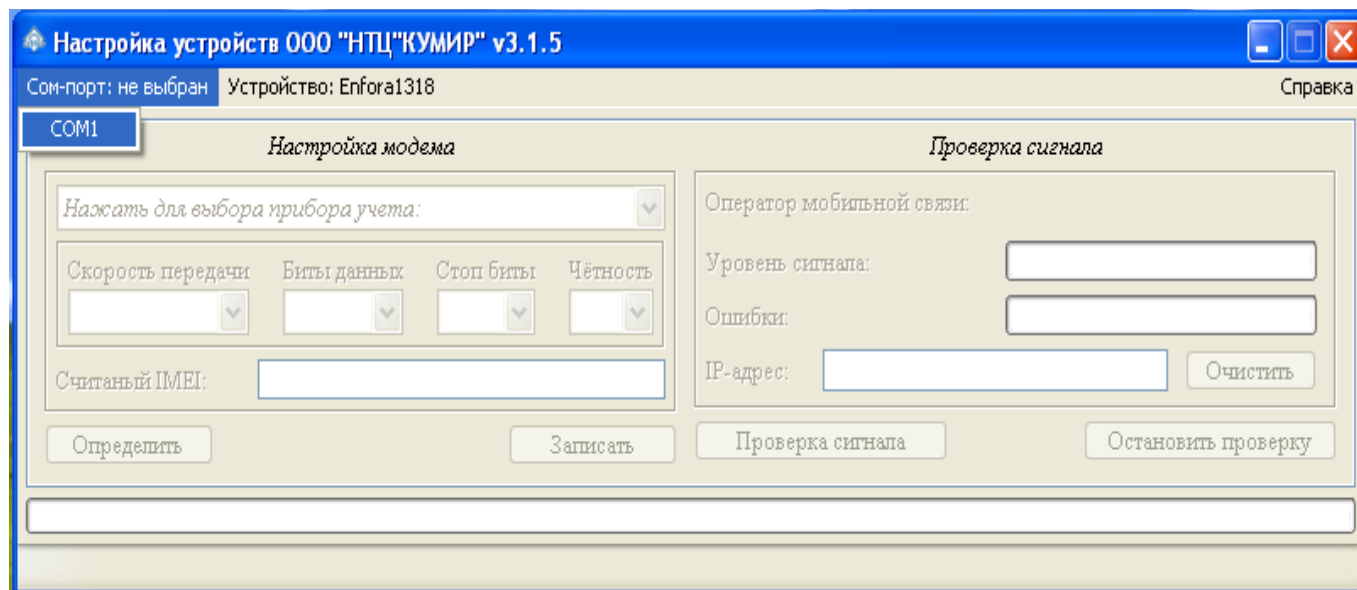 Настройка устройств ООО "НТЦ"КУМИР" v3.1.5
Сом-порт: не выбран Устройство: Enfora1318 Справка
COM1
Настройка модема
Нажать для выбора прибора учета:
Скорость передачи Биты данных Стоп биты Чётность
Считаный IMEI:
Определить Записать
Проверка сигнала
Оператор мобильной связи:
Уровень сигнала:
Ошибки:
IP-адрес: Очистить
Проверка сигнала Остановить проверку